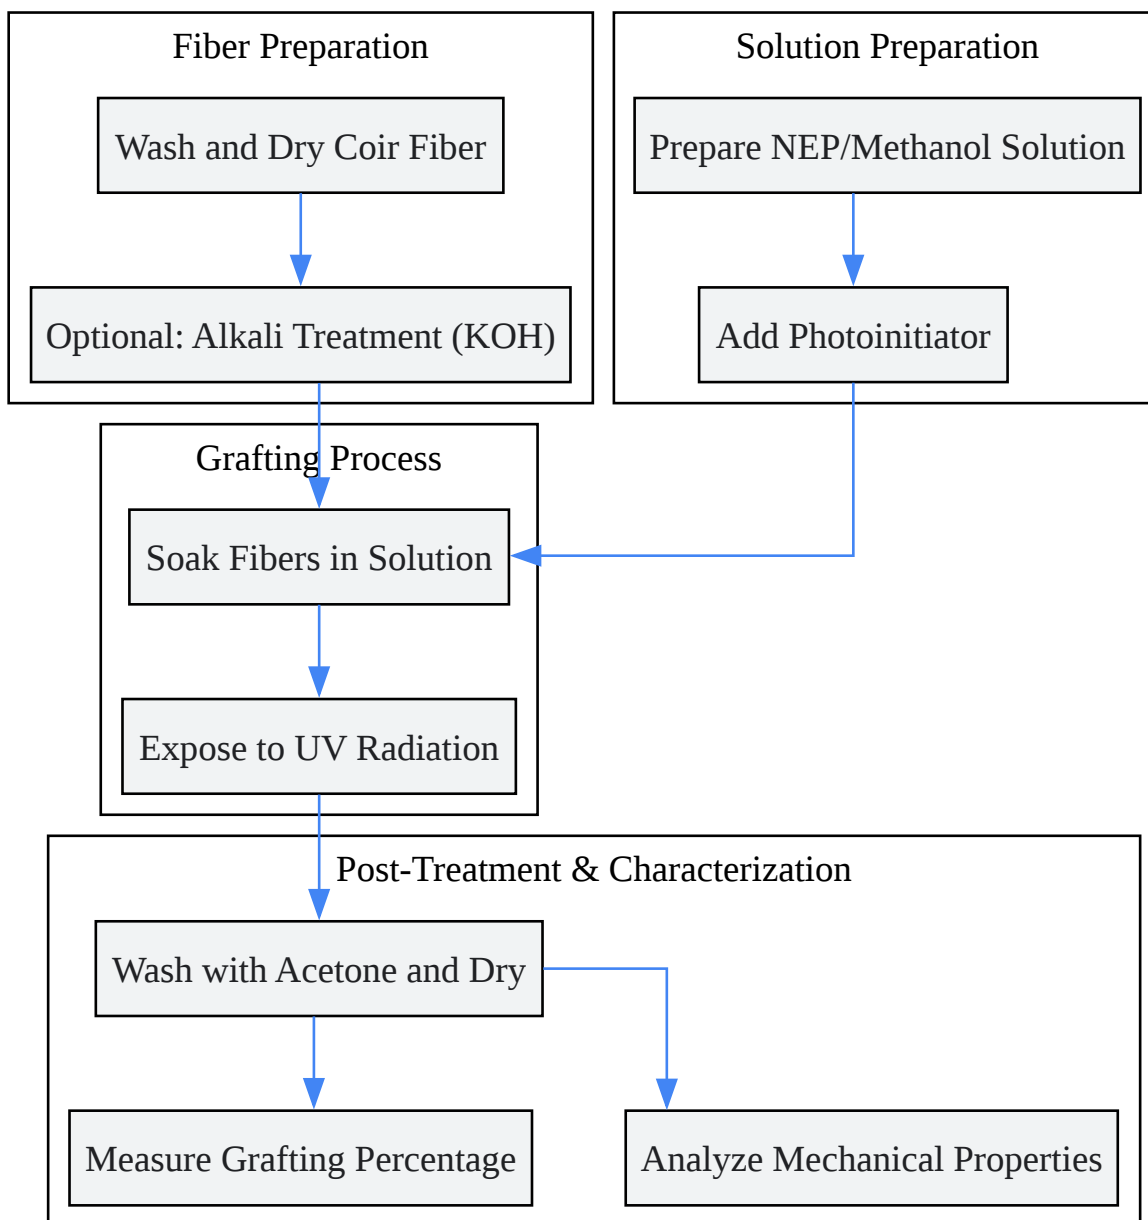 Fiber Preparation
Wash and Dry Coir Fiber
Optional: Alkali Treatment (KOH)
Solution Preparation
Prepare NEP/Methanol Solution
Add Photoinitiator
Grafting Process
Soak Fibers in Solution
Expose to UV Radiation
Post-Treatment & Characterization
Wash with Acetone and Dry
Measure Grafting Percentage
Analyze Mechanical Properties